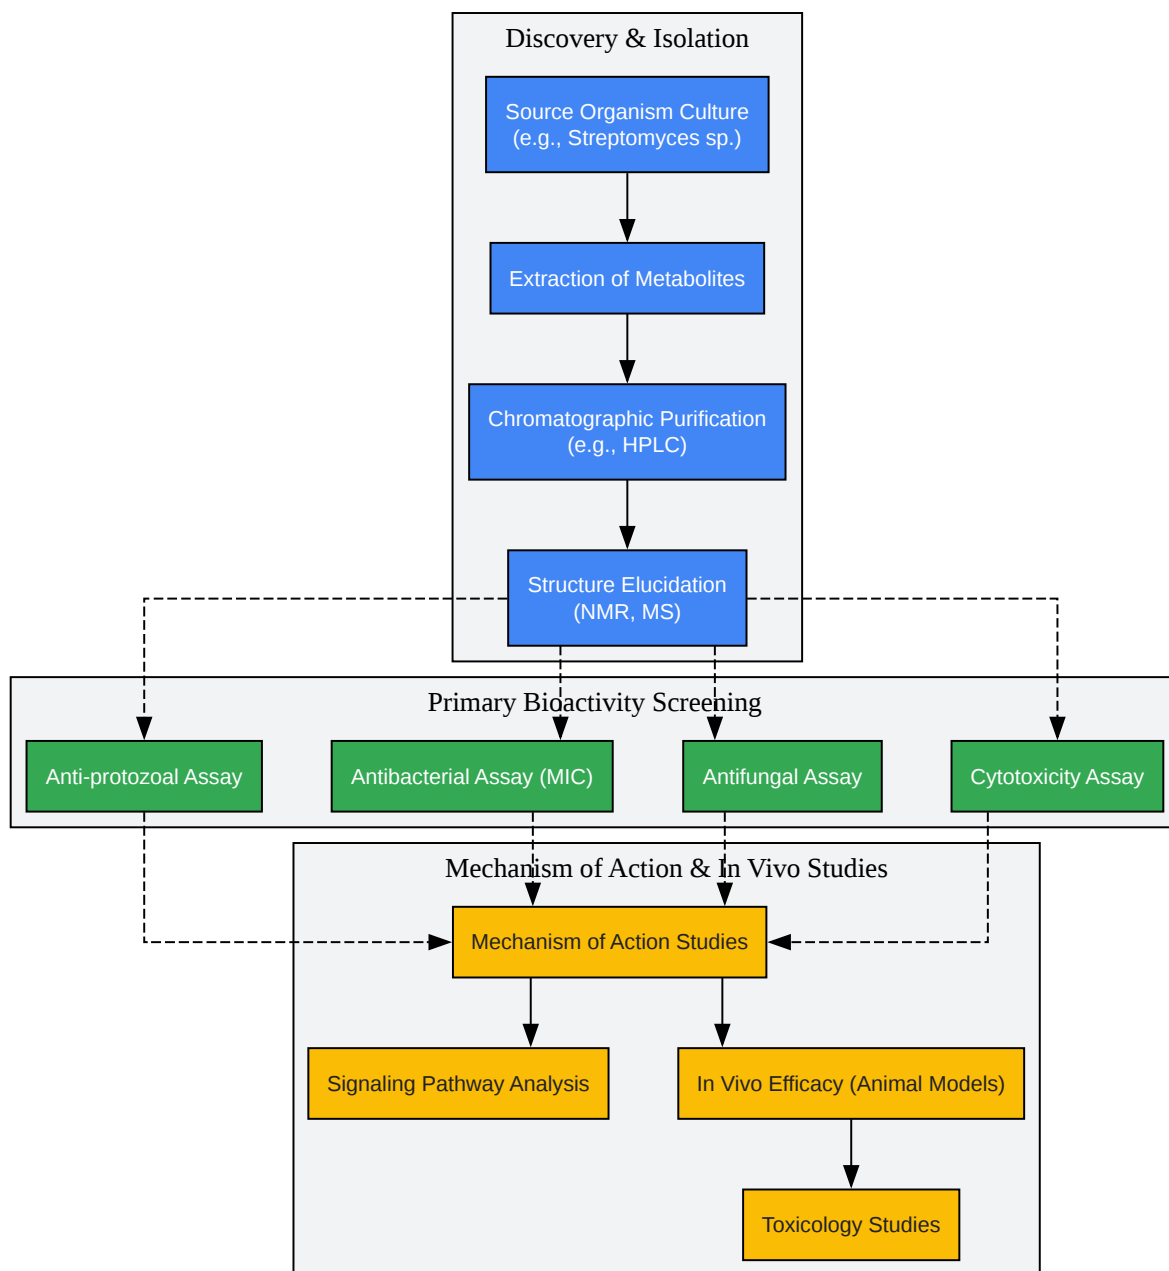 Discovery & Isolation
Source Organism Culture
(e.g., Streptomyces sp.)
Extraction of Metabolites
Chromatographic Purification
(e.g., HPLC)
Structure Elucidation
(NMR, MS)
Primary Bioactivity Screening
Anti-protozoal Assay
Antibacterial Assay (MIC)
Antifungal Assay
Cytotoxicity Assay
Mechanism of Action & In Vivo Studies
Mechanism of Action Studies
Signaling Pathway Analysis
In Vivo Efficacy (Animal Models)
Toxicology Studies